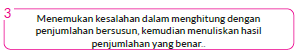 3
Menemukan kesalahan dalam menghitung dengan
penjumlahan bersusun, kemudian menuliskan hasil
penjumlahan yang benar..